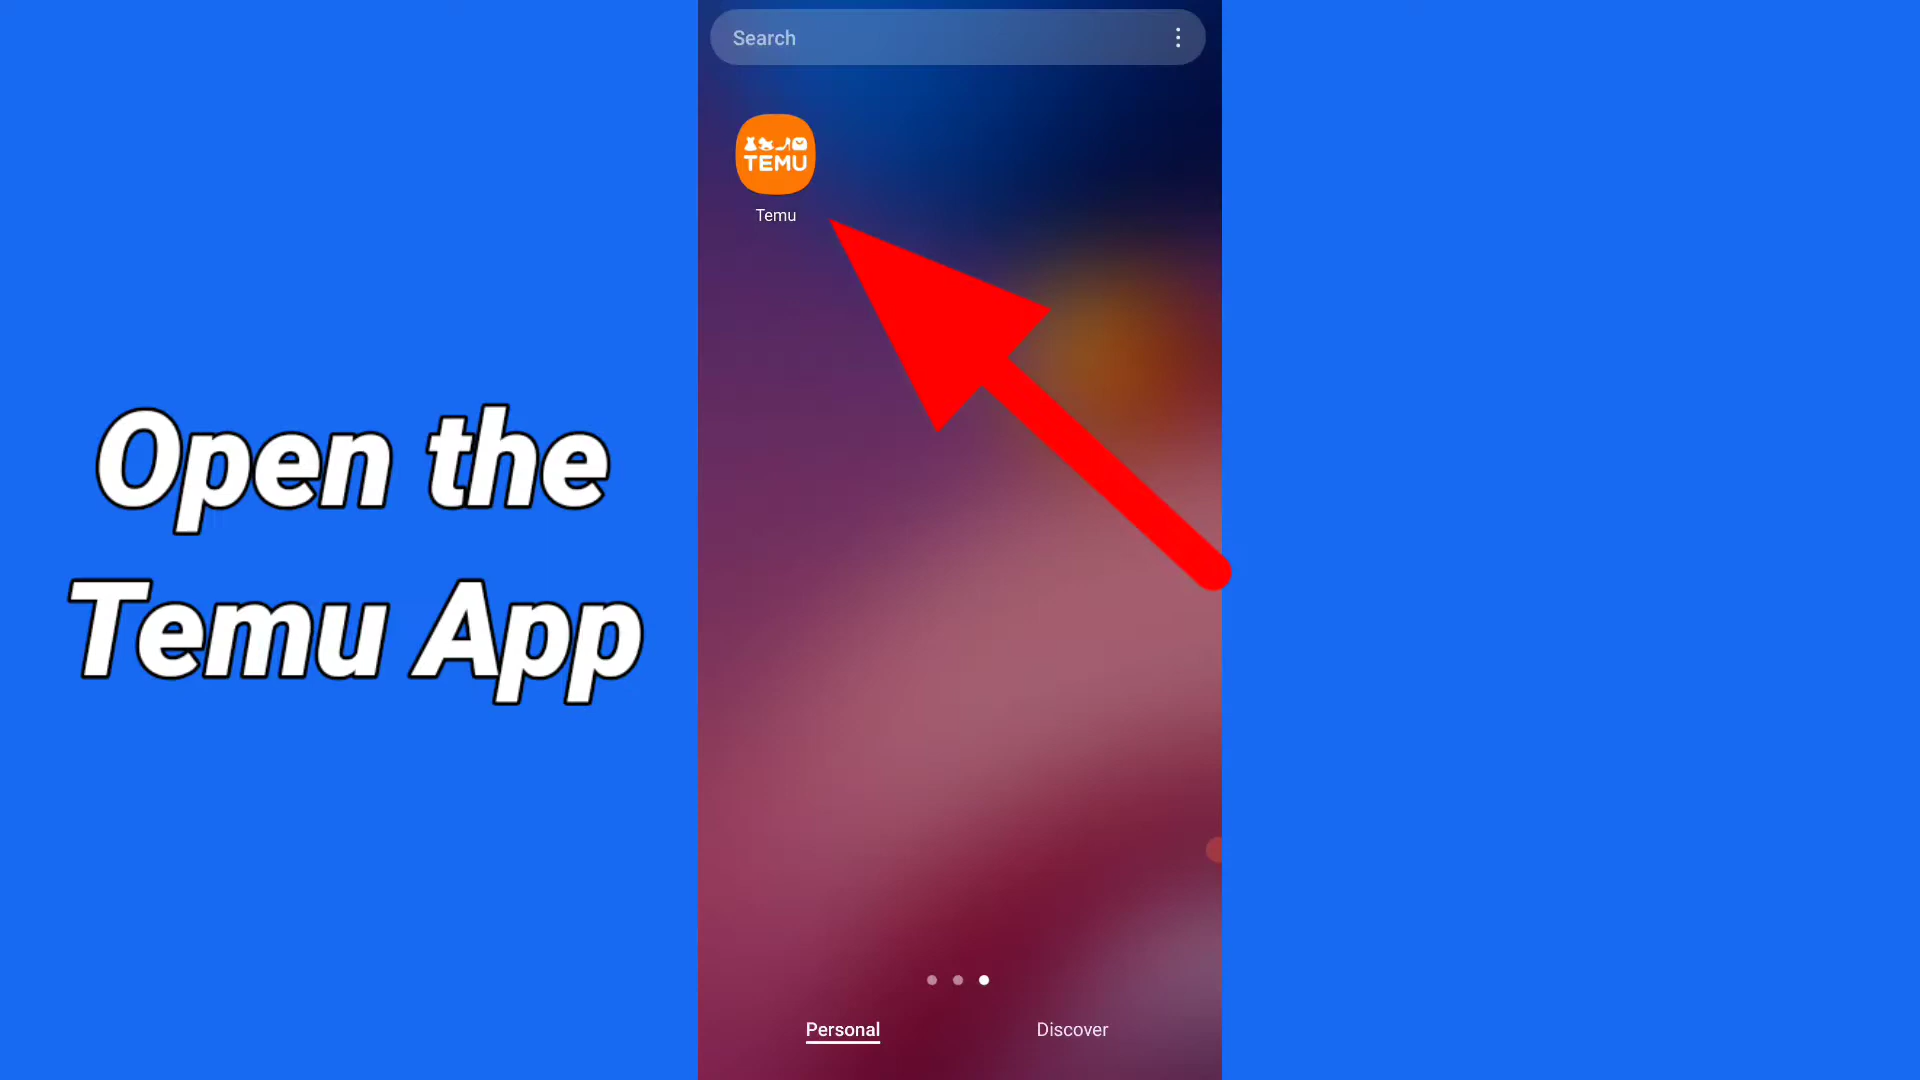 Search
TEMU
Temu
Open the
Temu App
Personal
Discover